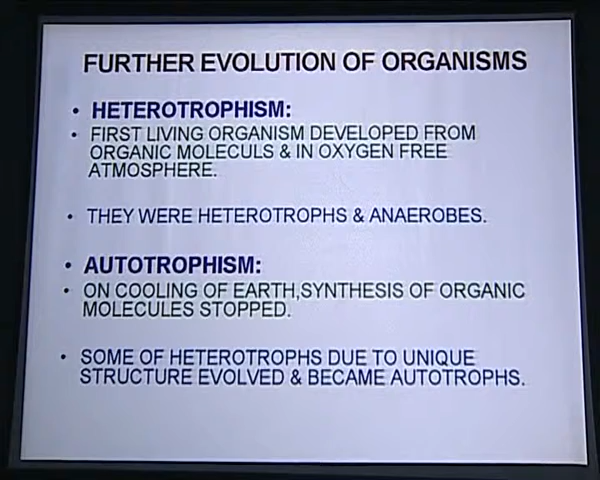 FURTHER EVOLUTION OF ORGANISMS
• HETEROTROPHISM:
• FIRST LIVING ORGANISM DEVELOPED FROM
ORGANIC MOLECULS & IN OXYGEN FREE
ATMOSPHERE.
• THEY WERE HETEROTROPHS & ANAEROBES.
• AUTOTROPHISM:
• ON COOLING OF EARTH,SYNTHESIS OF ORGANIC
MOLECULES STOPPED.
• SOME OF HETEROTROPHS DUE TO UNIQUE
STRUCTURE EVOLVED & BECAME AUTOTROPHS.